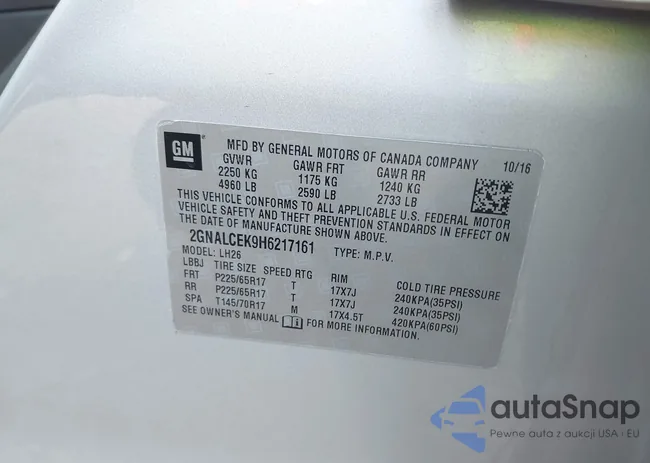 GM
MFD BY GENERAL MOTORS OF CANADA COMPANY 10/16
GVWR GAWR FRT GAWR RR
2250 KG 1175 KG 1240 KG
4960 LB 2590 LB 2733 LB
THIS VEHICLE CONFORMS TO ALL APPLICABLE U.S. FEDERAL MOTOR
VEHICLE SAFETY AND THEFT PREVENTION STANDARDS IN EFFECT ON
THE DATE OF MANUFACTURE SHOWN ABOVE.
2GNALCEK9H6217161 TYPE: M.P.V.
MODEL: LH26
LBBJ TIRE SIZE SPEED RTG RIM COLD TIRE PRESSURE
FRT P225/65R17 T 17X7J 240KPA(35PSI)
RR P225/65R17 T 17X7J 240KPA(35PSI)
SPA T145/70R17 M 17X4.5T 420KPA(60PSI)
SEE OWNER'S MANUAL FOR MORE INFORMATION.
autaSnap
Pewne auta z aukcji USA i EU